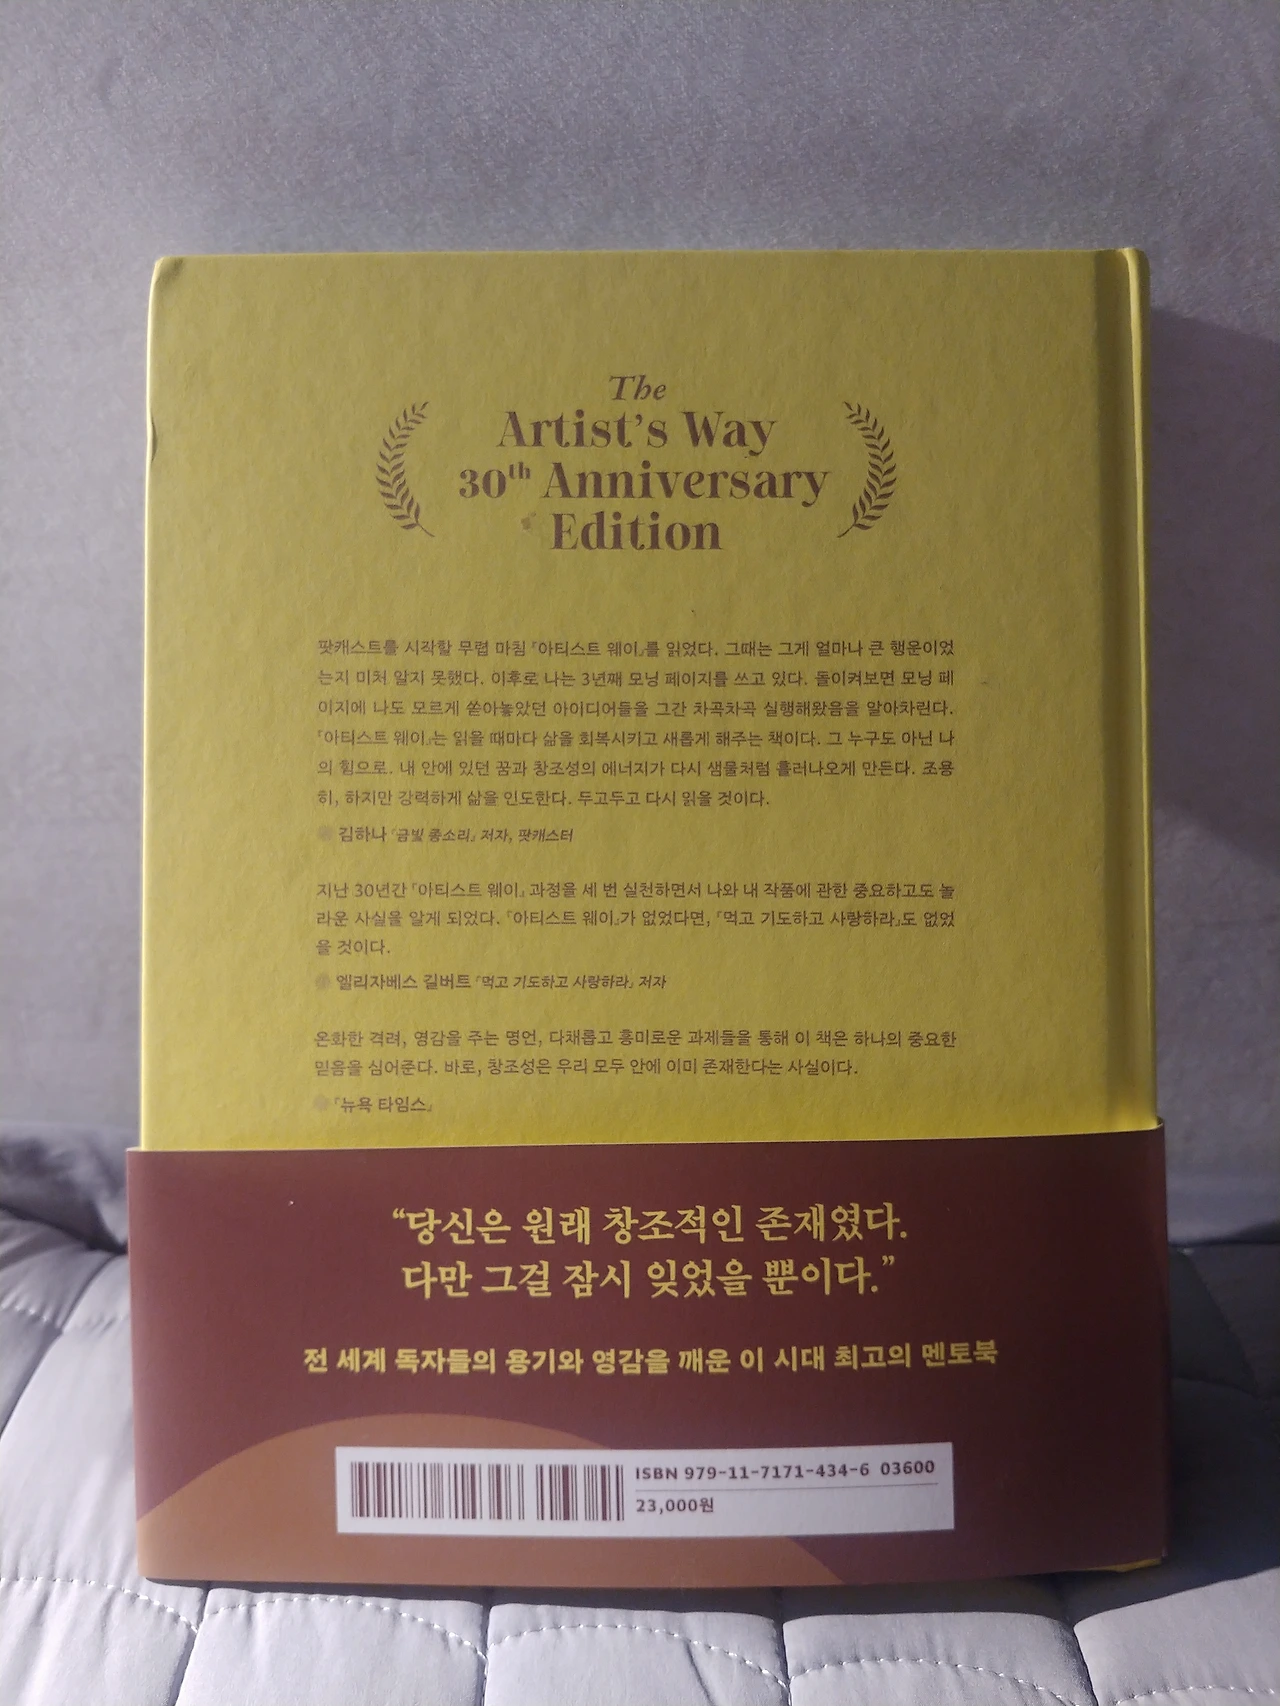 The
Artist's Way
30th Anniversary
Edition
팟캐스트를 시작할 무렵 마침 『아티스트 웨이』를 읽었다. 그때는 그게 얼마나 큰 행운이었
는지 미처 알지 못했다. 이후로 나는 3년째 모닝 페이지를 쓰고 있다. 돌이켜보면 모닝 페
이지에 나도 모르게 쏟아놓았던 아이디어들을 그간 차곡차곡 실행해왔음을 알아차린다.
『아티스트 웨이』는 읽을 때마다 삶을 회복시키고 새롭게 해주는 책이다. 그 누구도 아닌 나
의 힘으로. 내 안에 있던 꿈과 창조성의 에너지가 다시 샘물처럼 흘러나오게 만든다. 조용
히, 하지만 강력하게 삶을 인도한다. 두고두고 다시 읽을 것이다.
김하나 『금빛 종소리』 저자, 팟캐스터
지난 30년간 『아티스트 웨이』 과정을 세 번 실천하면서 나와 내 작품에 관한 중요하고도 놀
라운 사실을 알게 되었다. 『아티스트 웨이』가 없었다면, 『먹고 기도하고 사랑하라』도 없었
을 것이다.
엘리자베스 길버트 『먹고 기도하고 사랑하라』 저자
온화한 격려, 영감을 주는 명언, 다채롭고 흥미로운 과제들을 통해 이 책은 하나의 중요한
믿음을 심어준다. 바로, 창조성은 우리 모두 안에 이미 존재한다는 사실이다.
『뉴욕 타임스』
“당신은 원래 창조적인 존재였다.
다만 그걸 잠시 잊었을 뿐이다.”
전 세계 독자들의 용기와 영감을 깨운 이 시대 최고의 멘토북
ISBN 979-11-7171-434-6 03600
23,000원